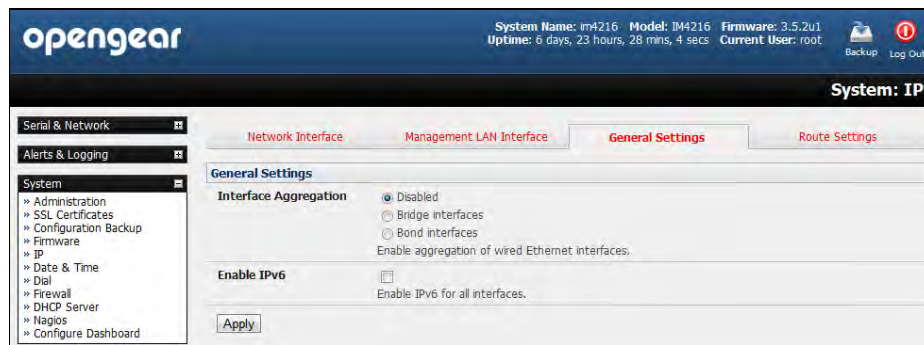 opengear
System Name: im4216 Model: IM4216 Firmware: 3.5.2u1
Uptime: 6 days, 23 hours, 28 mins, 4 secs Current User: root
Backup
Log Out
System: IP
Serial & Network
Alerts & Logging
System
» Administration
» SSL Certificates
» Configuration Backup
» Firmware
» IP
» Date & Time
» Dial
» Firewall
» DHCP Server
» Nagios
» Configure Dashboard
Network Interface
Management LAN Interface
General Settings
Route Settings
General Settings
Interface Aggregation
Disabled
Bridge interfaces
Bond interfaces
Enable aggregation of wired Ethernet interfaces.
Enable IPv6
Enable IPv6 for all interfaces.
Apply